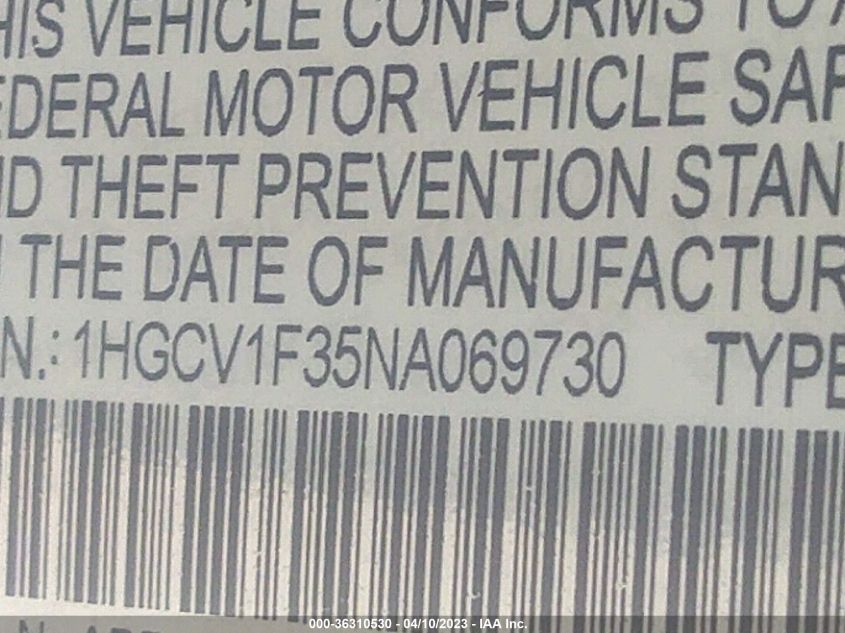 HIS VEHICLE CONFORMS TO A
EDERAL MOTOR VEHICLE SAF
ND THEFT PREVENTION STAN
N THE DATE OF MANUFACTUR
N.: 1HGCV1F35NA069730 TYPE
000-36310530 - 04/10/2023 - IAA Inc.